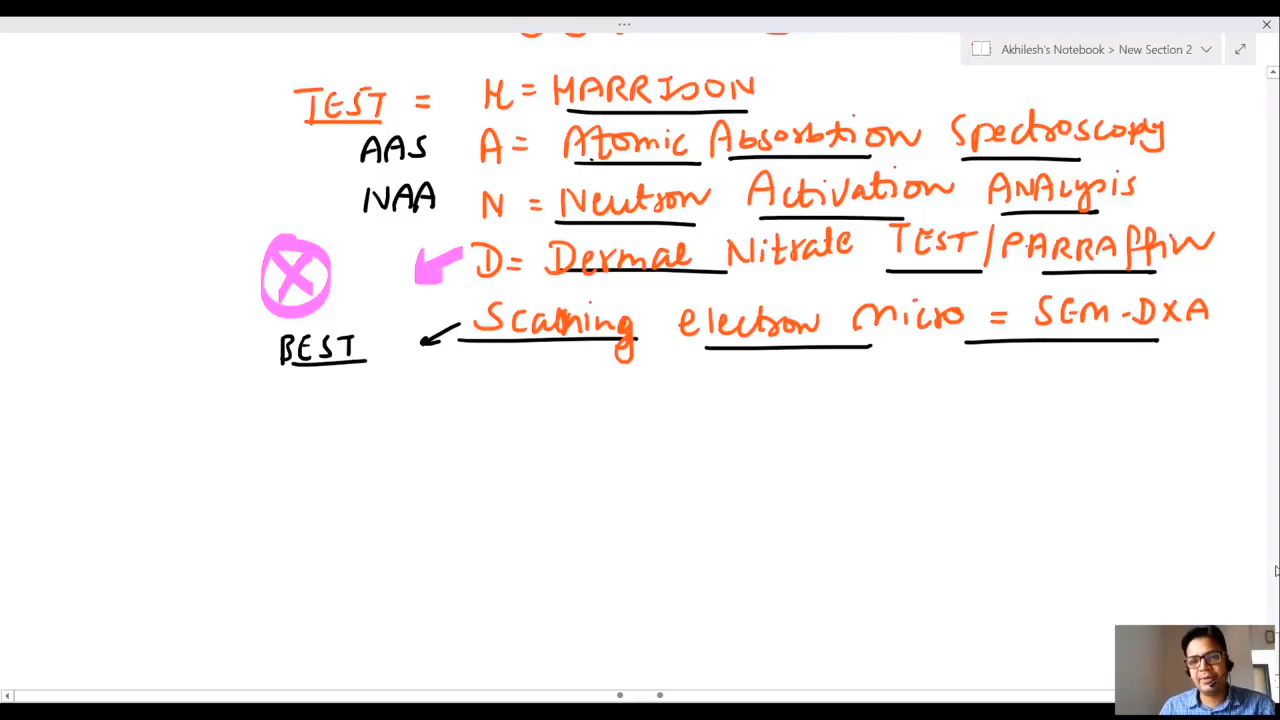 Akhilesh's Notebook > New Section 2
TEST = H = HARRISON
AAS A = Atomic Absorbtion Spectroscopy
NAA N = Neutron Activation ANAlysis
D = Dermal Nitrate TEST/PARRAffin
BEST Scanning electron micro = SEM-DXA